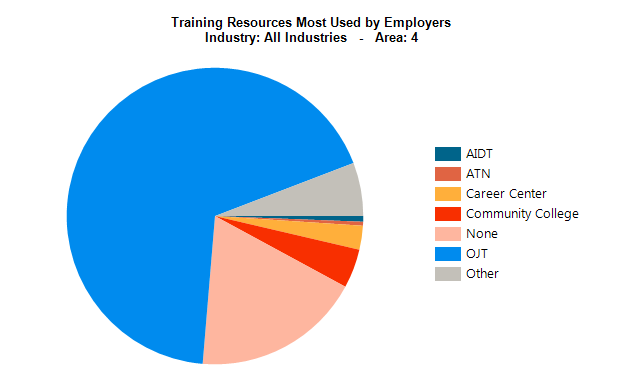 Training Resources Most Used by Employers
Industry: All Industries - Area: 4
AIDT
ATN
Career Center
Community College
None
OJT
Other